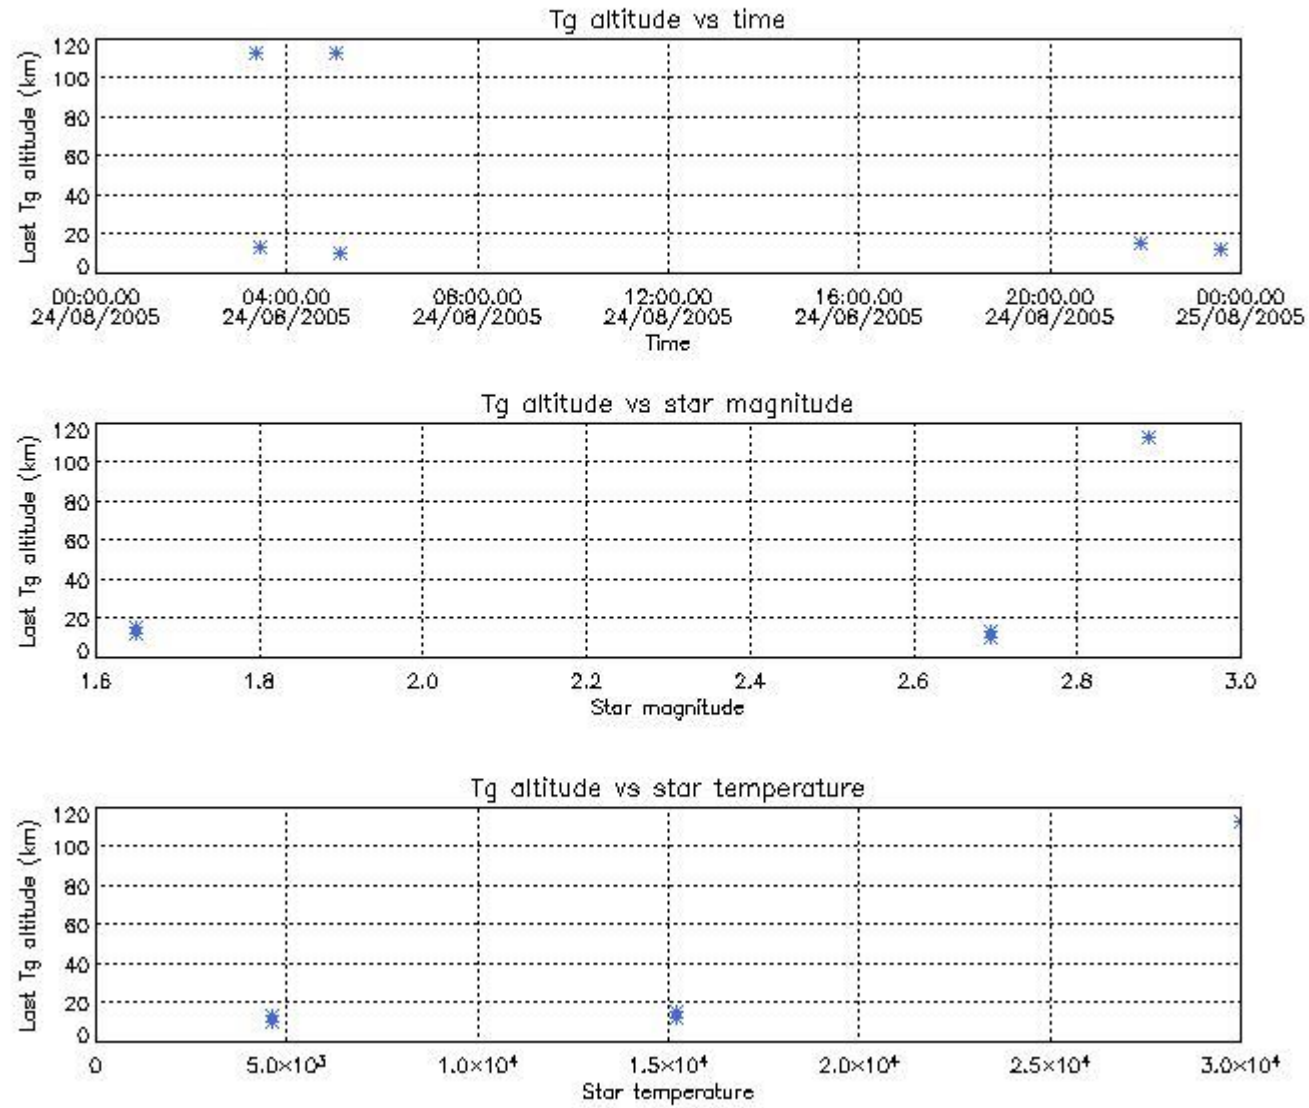 Tg altitude vs time
Last Tg altitude (km)
120
100
80
60
40
20
0
00:00.00 04:00.00 08:00.00 12:00.00 16:00.00 20:00.00 00:00.00
24/08/2005 24/08/2005 24/08/2005 24/08/2005 24/08/2005 24/08/2005 25/08/2005
Time
Tg altitude vs star magnitude
Last Tg altitude (km)
120
100
80
60
40
20
0
1.6 1.8 2.0 2.2 2.4 2.6 2.8 3.0
Star magnitude
Tg altitude vs star temperature
Last Tg altitude (km)
120
100
80
60
40
20
0
0 5.0×10³ 1.0×10⁴ 1.5×10⁴ 2.0×10⁴ 2.5×10⁴ 3.0×10⁴
Star temperature